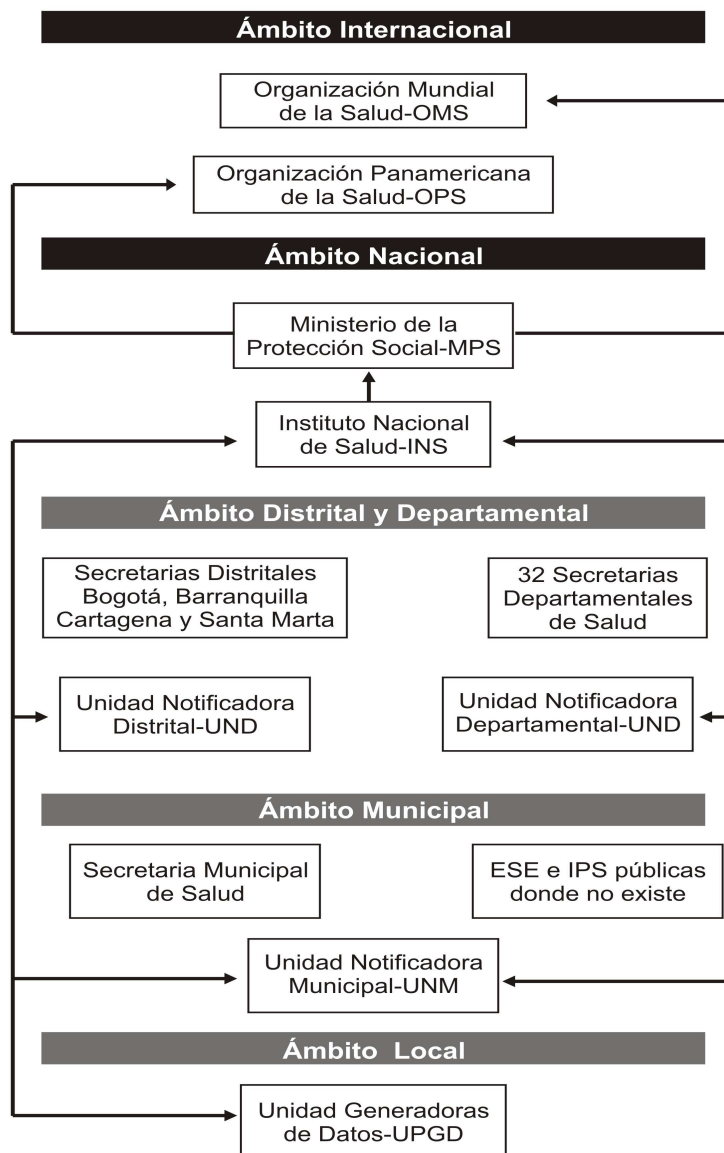 Ámbito Internacional
Organización Mundial
de la Salud-OMS
Organización Panamericana
de la Salud-OPS
Ámbito Nacional
Ministerio de la
Protección Social-MPS
Instituto Nacional
de Salud-INS
Ámbito Distrital y Departamental
Secretarias Distritales
Bogotá, Barranquilla
Cartagena y Santa Marta
32 Secretarias
Departamentales
de Salud
Unidad Notificadora
Distrital-UND
Unidad Notificadora
Departamental-UND
Ámbito Municipal
Secretaria Municipal
de Salud
ESE e IPS públicas
donde no existe
Unidad Notificadora
Municipal-UNM
Ámbito Local
Unidad Generadoras
de Datos-UPGD